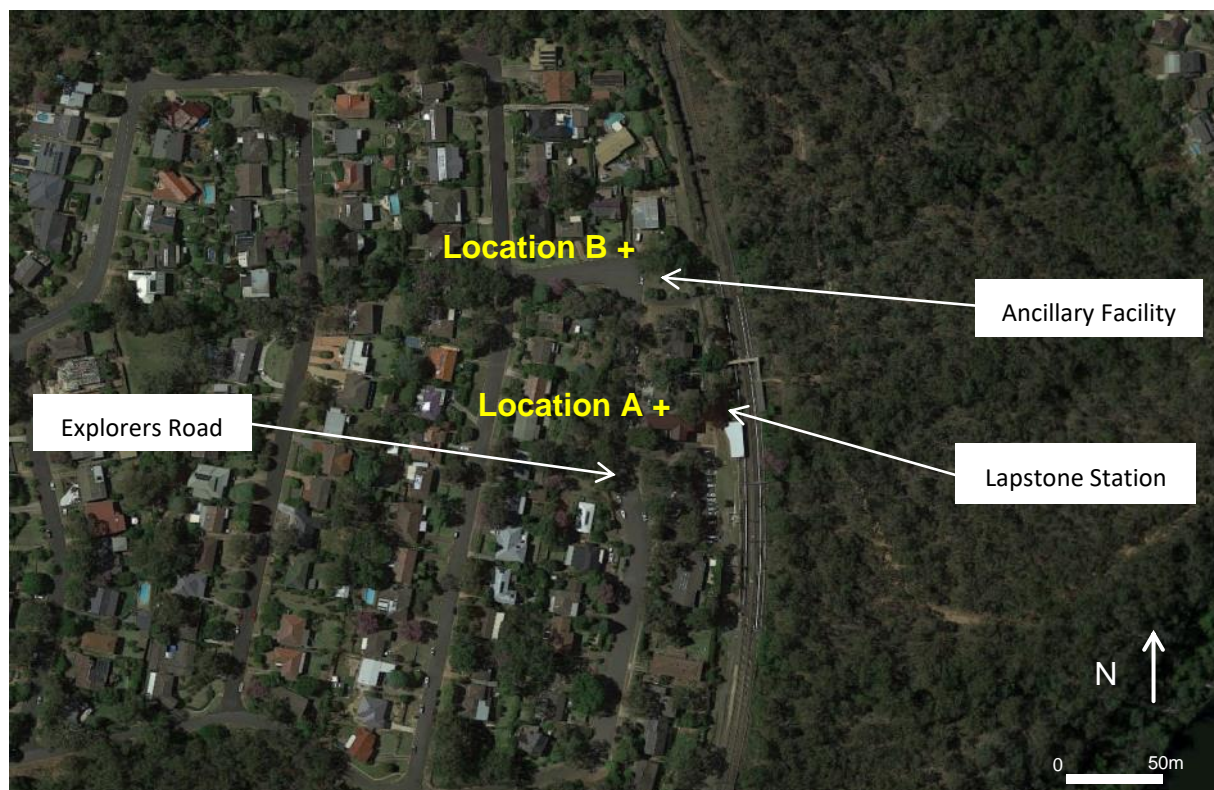 Location B +
Ancillary Facility
Location A +
Explorers Road
Lapstone Station
N
0 50m